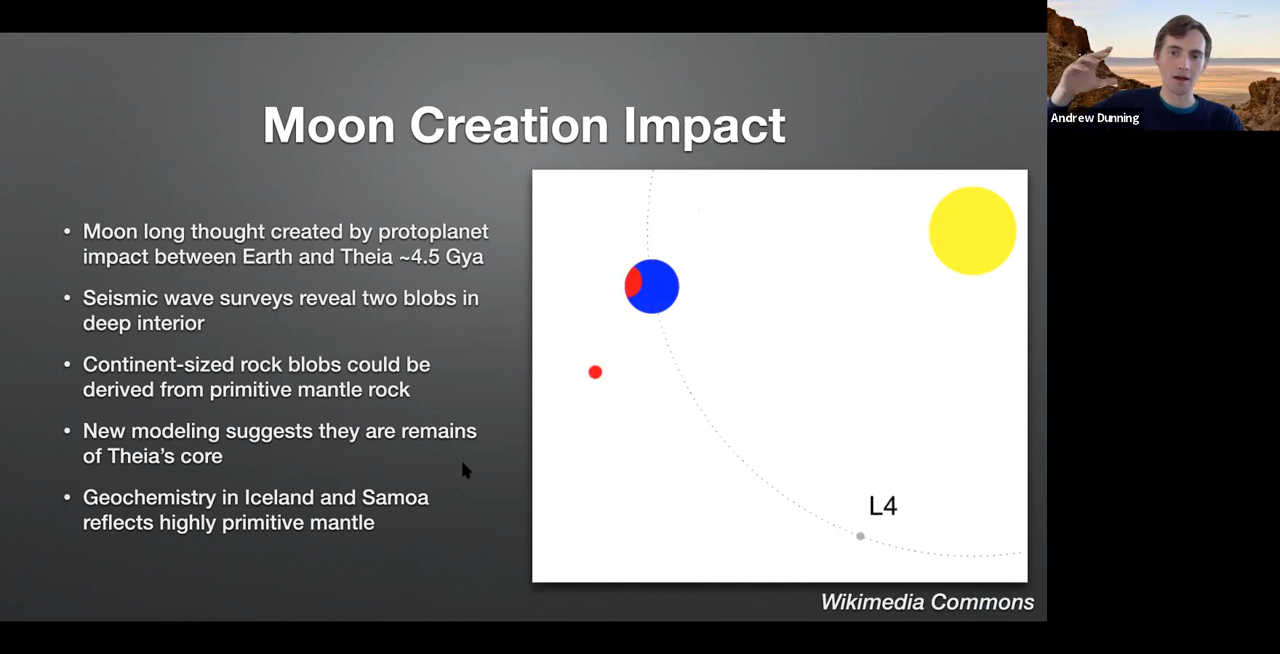 Moon Creation Impact
• Moon long thought created by protoplanet
impact between Earth and Theia ~4.5 Gya
• Seismic wave surveys reveal two blobs in
deep interior
• Continent-sized rock blobs could be
derived from primitive mantle rock
• New modeling suggests they are remains
of Theia’s core
• Geochemistry in Iceland and Samoa
reflects highly primitive mantle
L4
Wikimedia Commons
Andrew Dunning